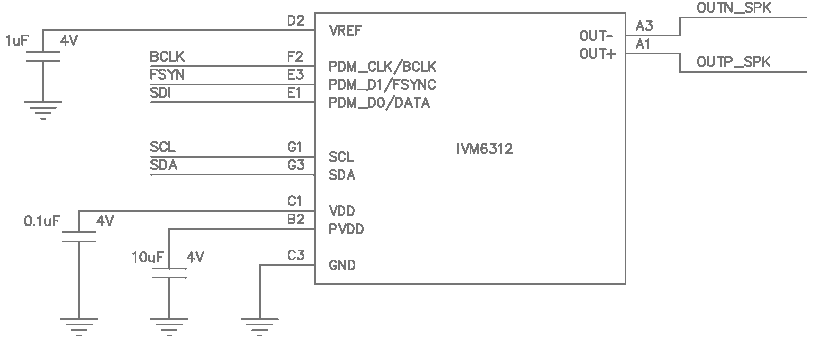 OUTN_SPK
D2
A3
1uF 4V
VREF
OUT-
A1
BCLK
F2
OUT+
OUTP_SPK
PDM_CLK/BCLK
FSYN
E3
PDM_D1/FSYNC
SDI
E1
PDM_D0/DATA
SCL
G1
IVM6312
SCL
SDA
G3
SDA
C1
VDD
0.1uF 4V
B2
PVDD
10uF 4V
C3
GND